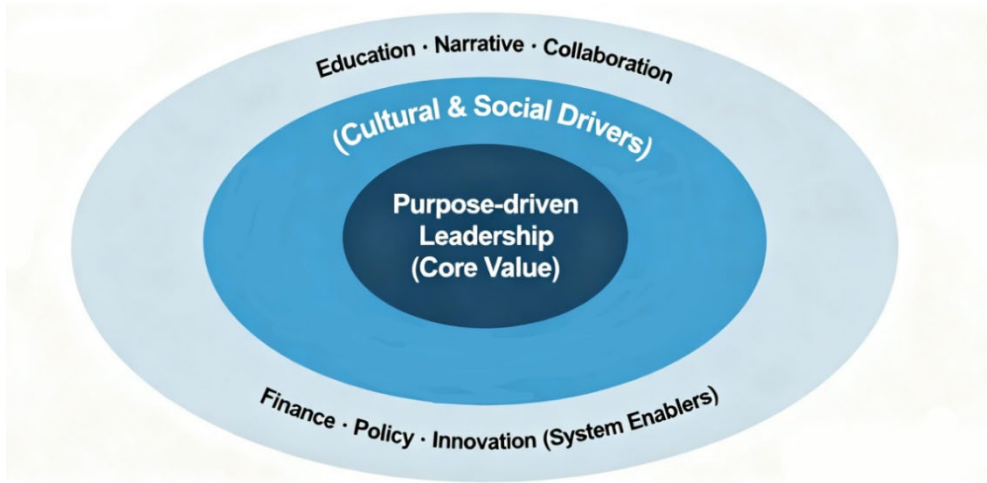 Education · Narrative · Collaboration
(Cultural & Social Drivers)
Purpose-driven
Leadership
(Core Value)
Finance · Policy · Innovation (System Enablers)